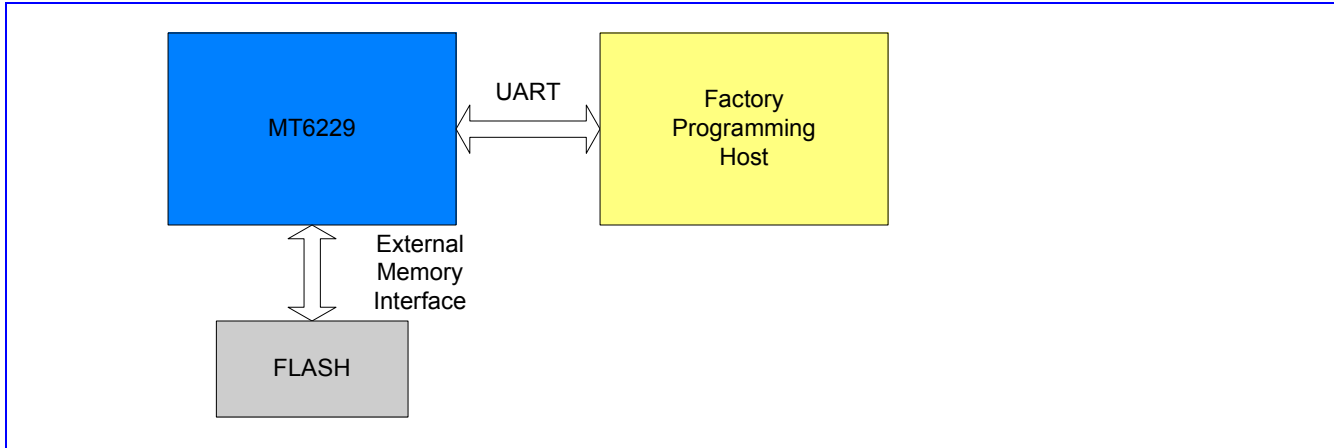 MT6229
UART
Factory
Programming
Host
External
Memory
Interface
FLASH